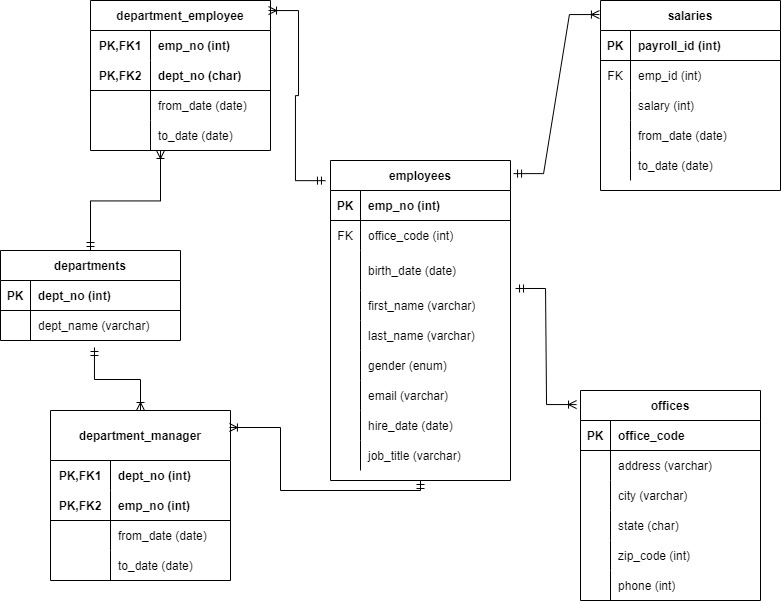 department_employee
PK,FK1 emp_no (int)
PK,FK2 dept_no (char)
from_date (date)
to_date (date)
salaries
PK payroll_id (int)
FK emp_id (int)
salary (int)
from_date (date)
to_date (date)
employees
PK emp_no (int)
FK office_code (int)
birth_date (date)
first_name (varchar)
last_name (varchar)
gender (enum)
email (varchar)
hire_date (date)
job_title (varchar)
departments
PK dept_no (int)
dept_name (varchar)
department_manager
PK,FK1 dept_no (int)
PK,FK2 emp_no (int)
from_date (date)
to_date (date)
offices
PK office_code
address (varchar)
city (varchar)
state (char)
zip_code (int)
phone (int)